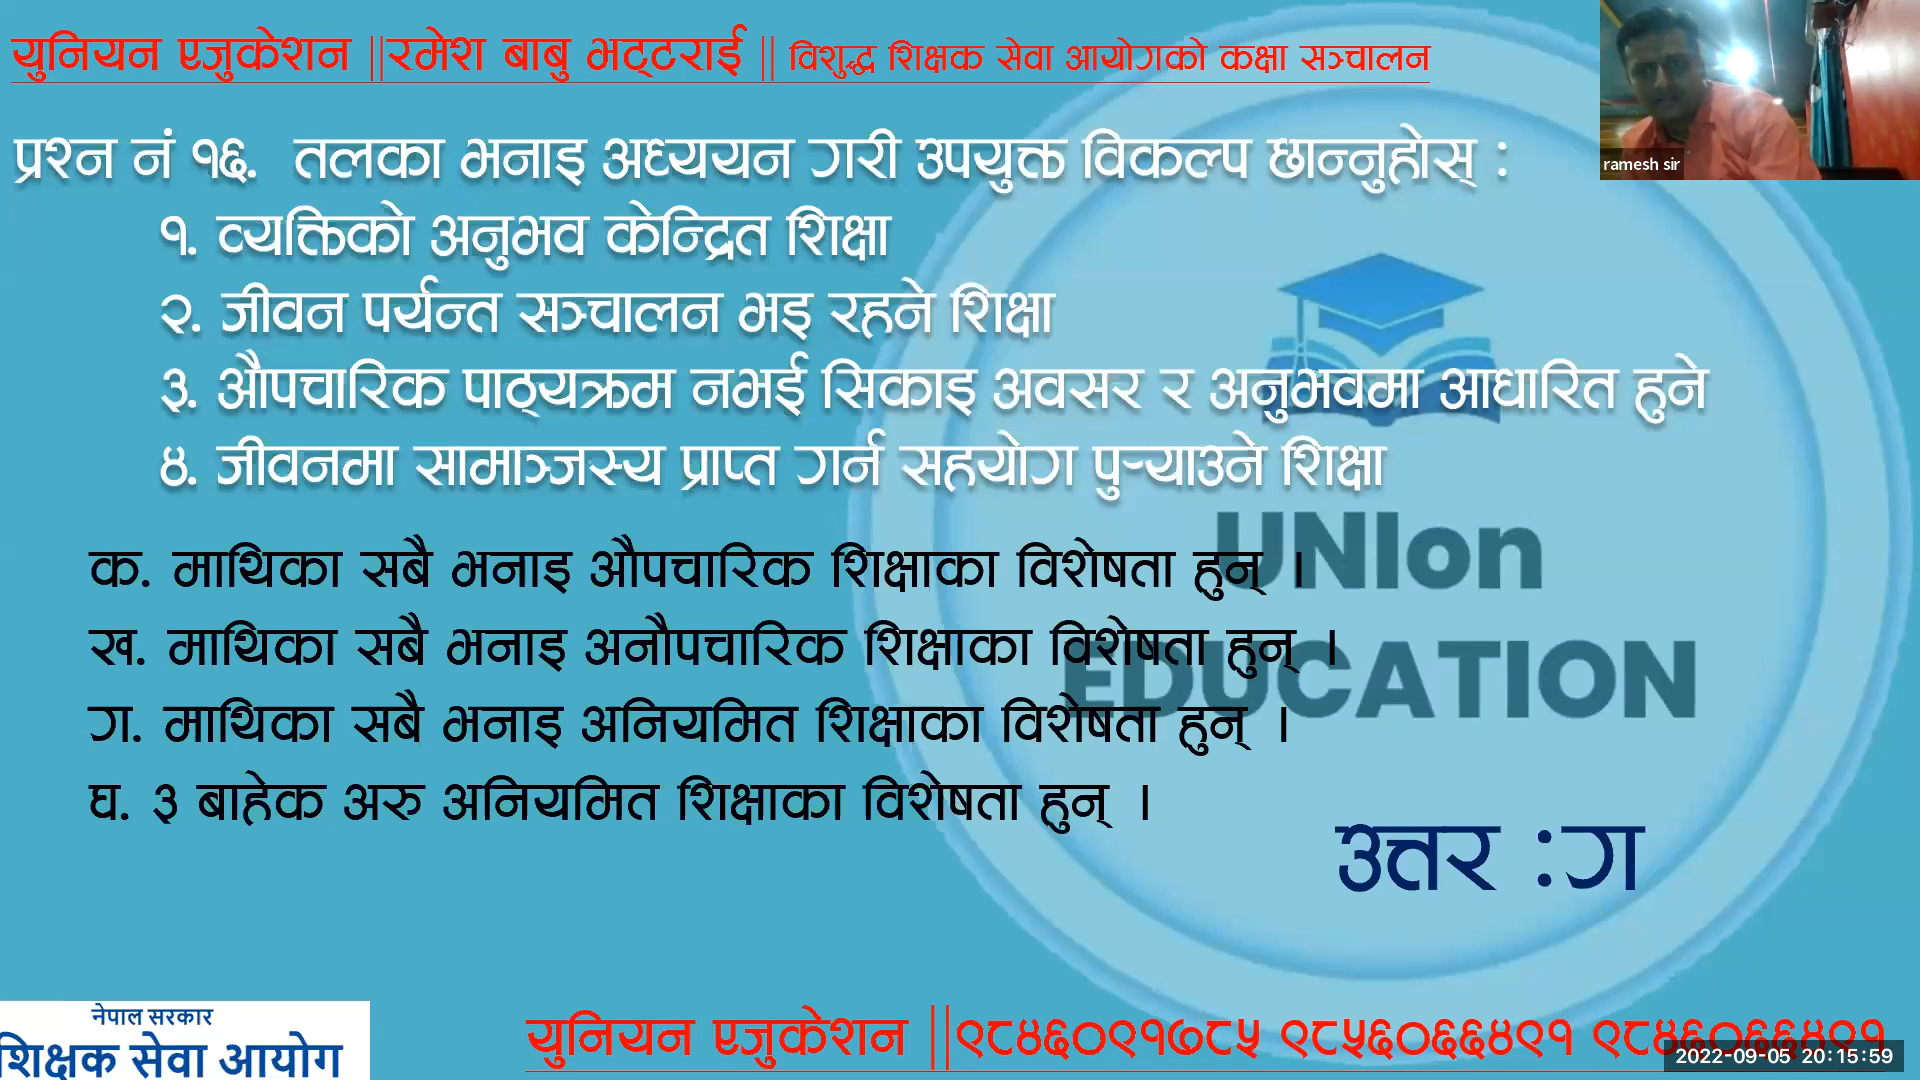 युनियन एजुकेशन ||रमेश बाबु भट्टराई || विशुद्ध शिक्षक सेवा आयोगको कक्षा सञ्चालन
ramesh sir
प्रश्न नं १६. तलका भनाइ अध्ययन गरी उपयुक्त विकल्प छान्नुहोस् :
१. व्यक्तिको अनुभव केन्द्रित शिक्षा
२. जीवन पर्यन्त सञ्चालन भइ रहने शिक्षा
३. औपचारिक पाठ्यक्रम नभई सिकाइ अवसर र अनुभवमा आधारित हुने
४. जीवनमा सामाञ्जस्य प्राप्त गर्न सहयोग पुऱ्याउने शिक्षा
क. माथिका सबै भनाइ औपचारिक शिक्षाका विशेषता हुन् ।
ख. माथिका सबै भनाइ अनौपचारिक शिक्षाका विशेषता हुन् ।
ग. माथिका सबै भनाइ अनियमित शिक्षाका विशेषता हुन् ।
घ. ३ बाहेक अरु अनियमित शिक्षाका विशेषता हुन् ।
UNIon
EDUCATION
उत्तर :ग
नेपाल सरकार
शिक्षक सेवा आयोग
युनियन एजुकेशन ||९८४६०९१७८५ ९८५६०६६४९१ ९८४६०६६४९१
2022-09-05 20:15:59